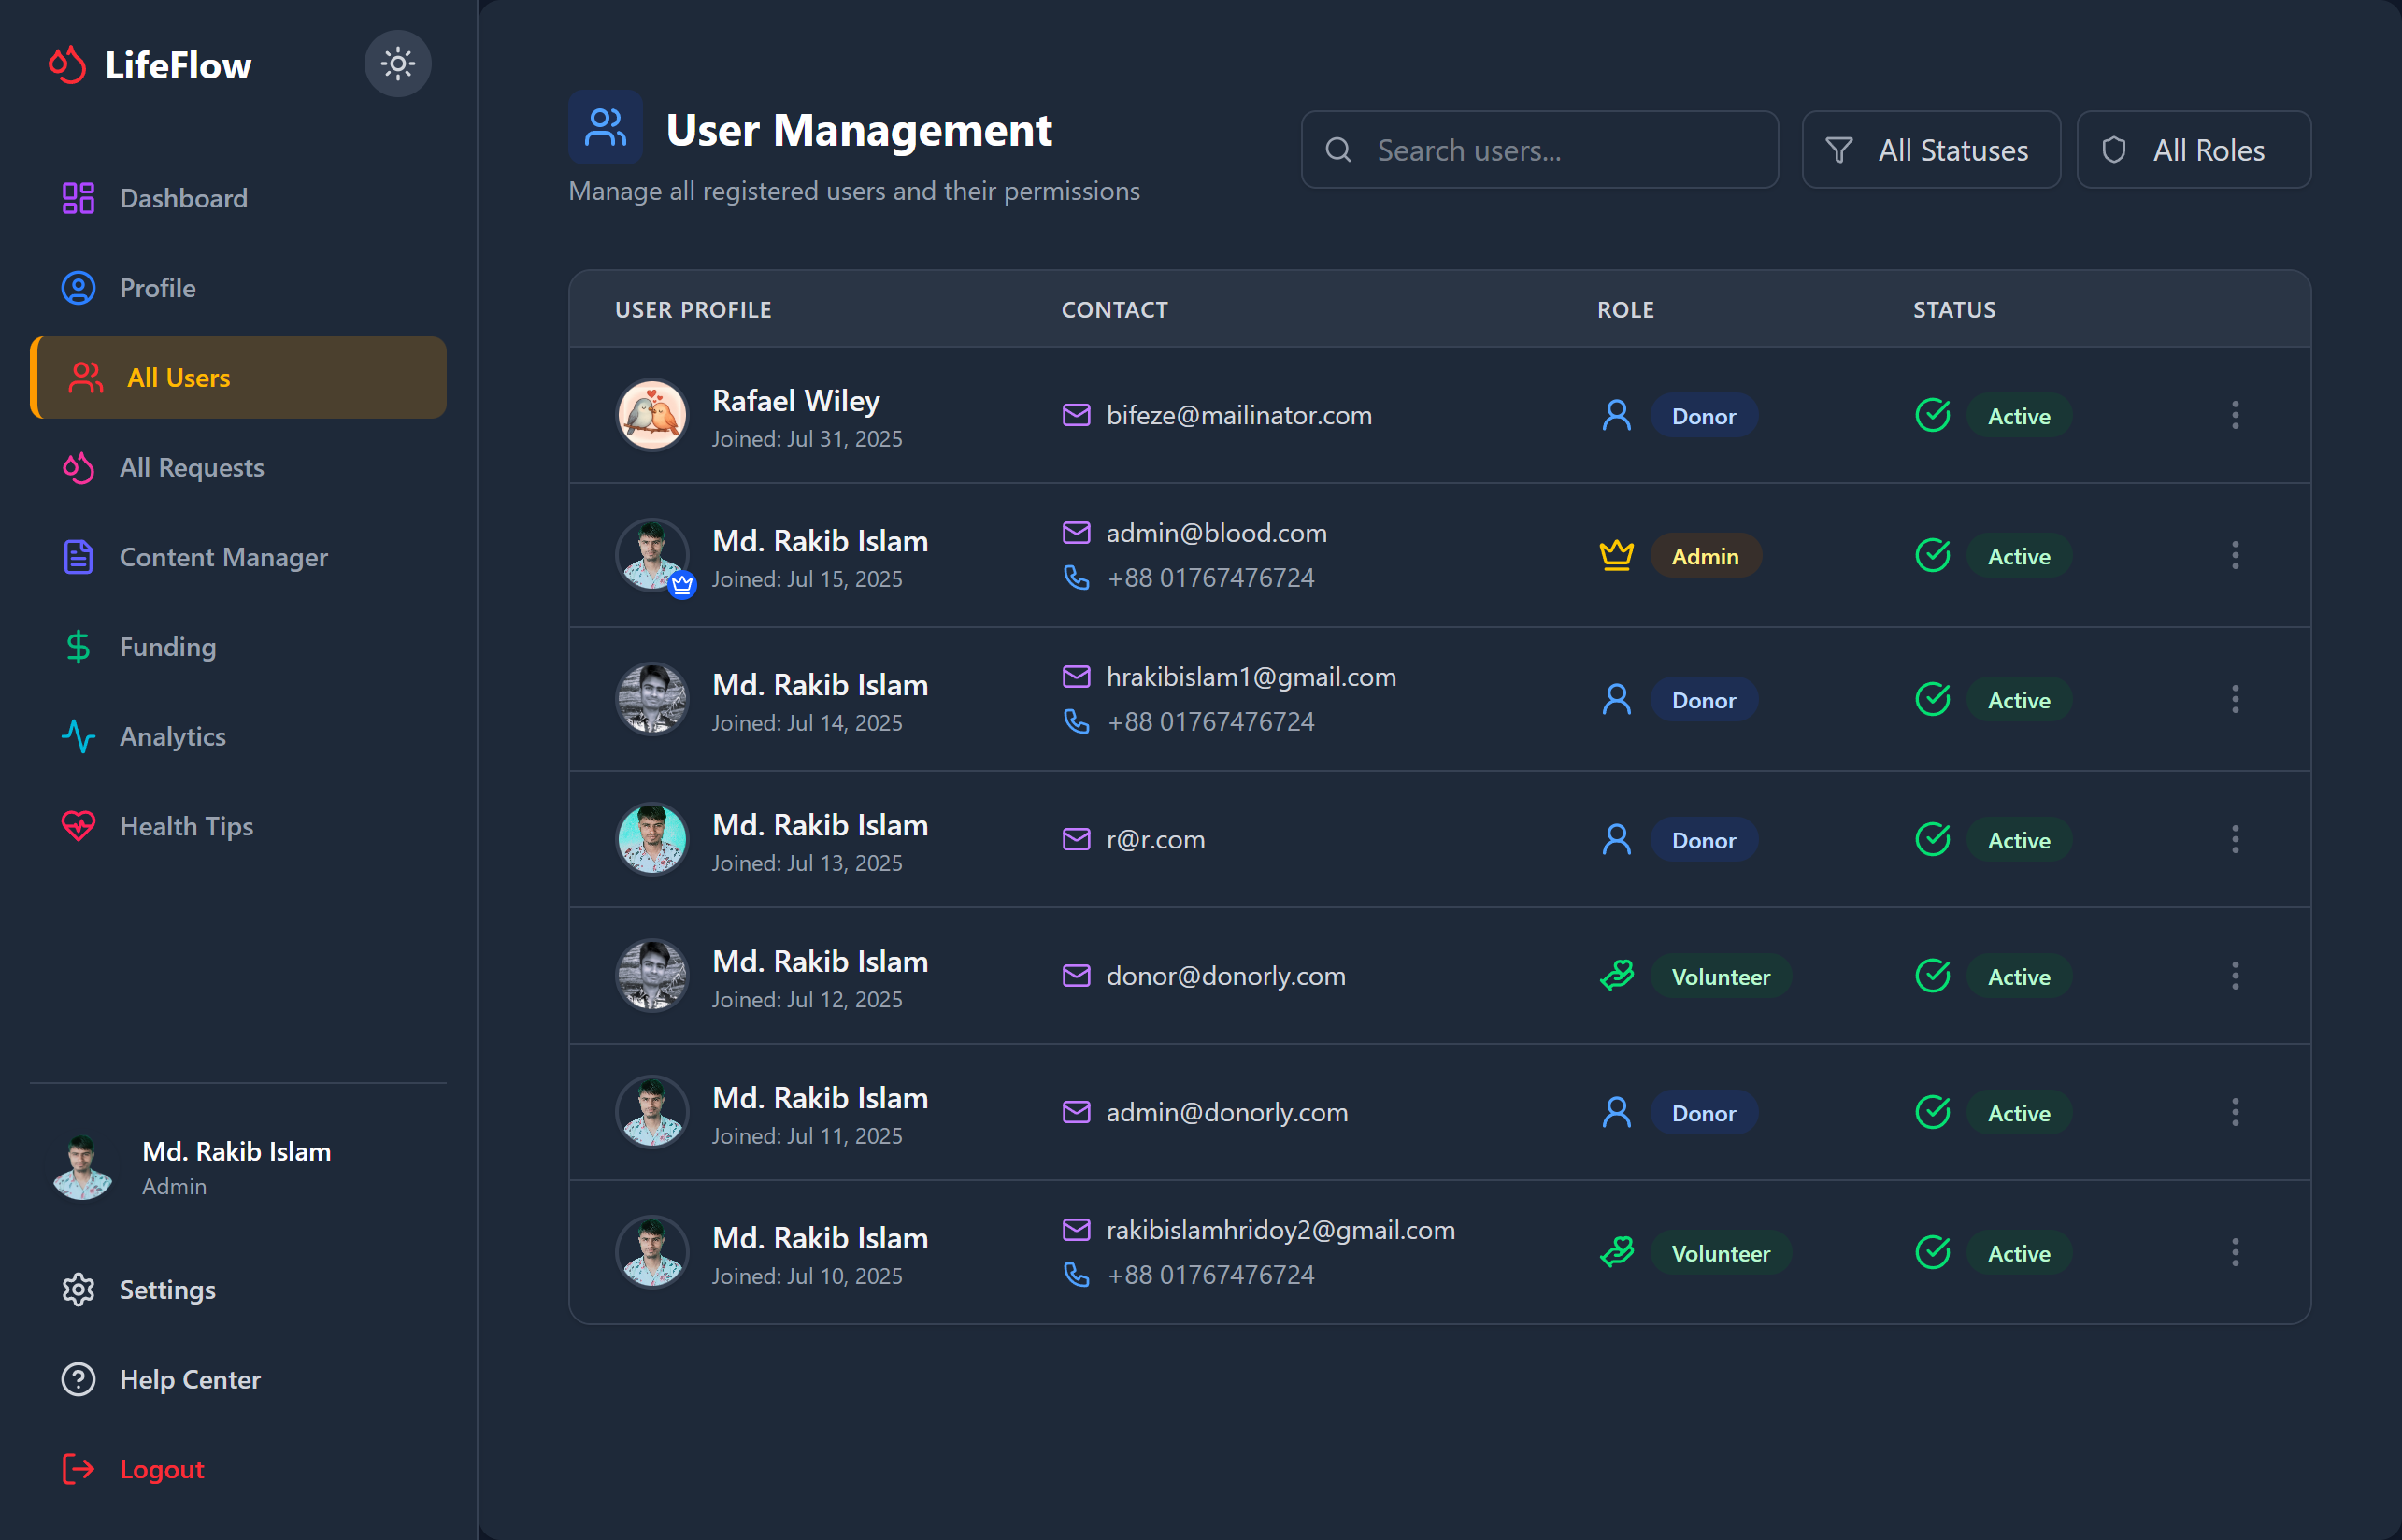 LifeFlow
Dashboard
Profile
All Users
All Requests
Content Manager
Funding
Analytics
Health Tips
Md. Rakib Islam
Admin
Settings
Help Center
Logout
User Management
Manage all registered users and their permissions
Search users...
All Statuses
All Roles
USER PROFILE CONTACT ROLE STATUS
Rafael Wiley
Joined: Jul 31, 2025
bifeze@mailinator.com
Donor
Active
Md. Rakib Islam
Joined: Jul 15, 2025
admin@blood.com
+88 01767476724
Admin
Active
Md. Rakib Islam
Joined: Jul 14, 2025
hrakibislam1@gmail.com
+88 01767476724
Donor
Active
Md. Rakib Islam
Joined: Jul 13, 2025
r@r.com
Donor
Active
Md. Rakib Islam
Joined: Jul 12, 2025
donor@donorly.com
Volunteer
Active
Md. Rakib Islam
Joined: Jul 11, 2025
admin@donorly.com
Donor
Active
Md. Rakib Islam
Joined: Jul 10, 2025
rakibislamhridoy2@gmail.com
+88 01767476724
Volunteer
Active